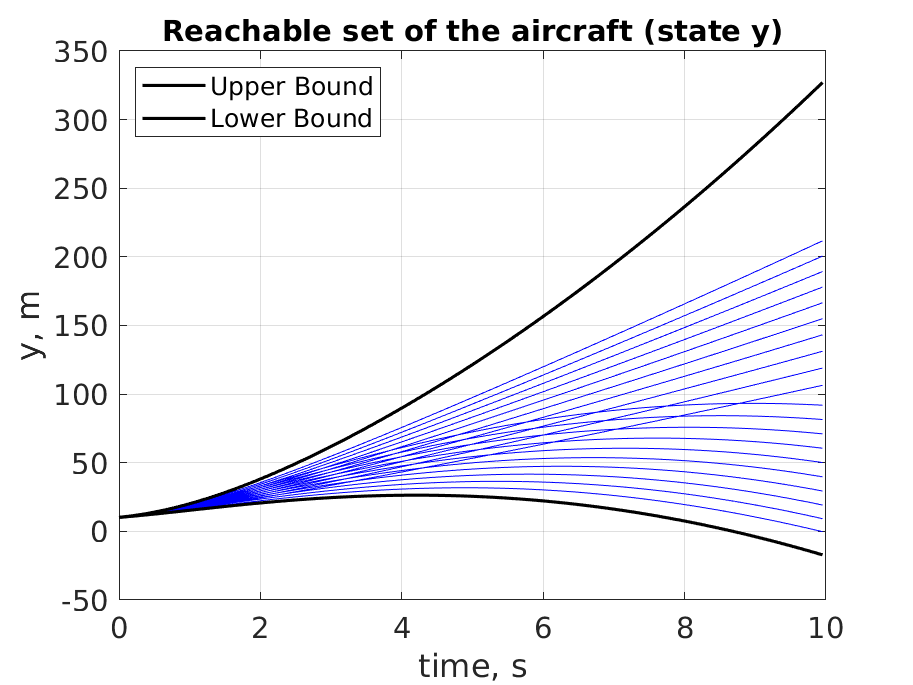 Reachable set of the aircraft (state y)
350
300
250
200
150
100
50
0
-50
Upper Bound
Lower Bound
y, m
0 2 4 6 8 10
time, s